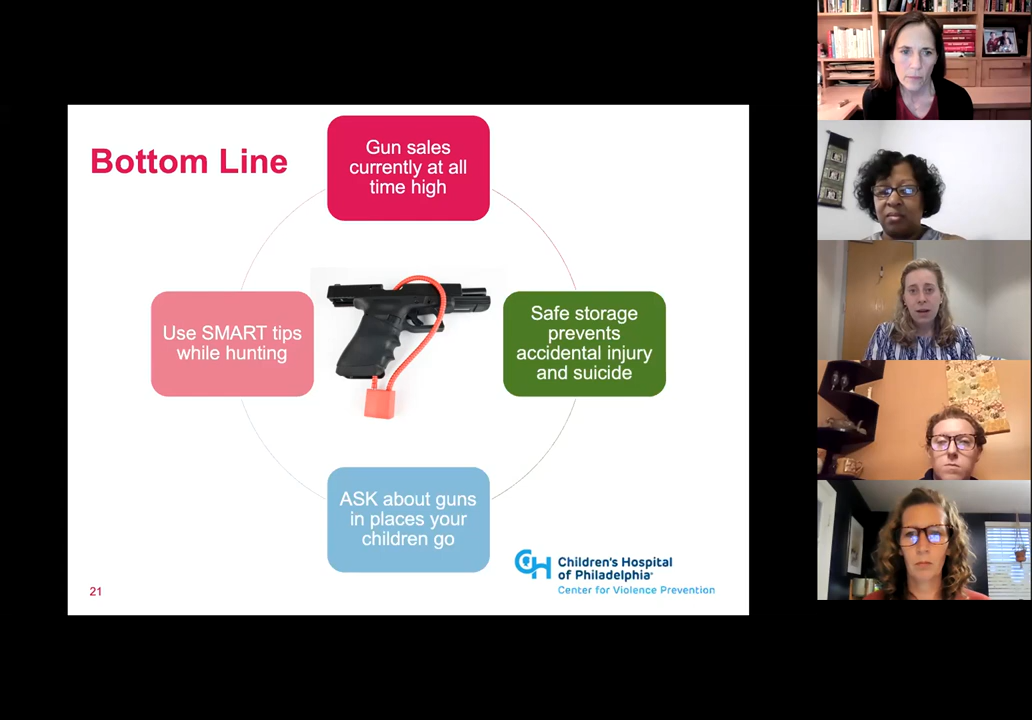 Bottom Line
Gun sales
currently at all
time high
Use SMART tips
while hunting
Safe storage
prevents
accidental injury
and suicide
ASK about guns
in places your
children go
CH
Children's Hospital
of Philadelphia
Center for Violence Prevention
21